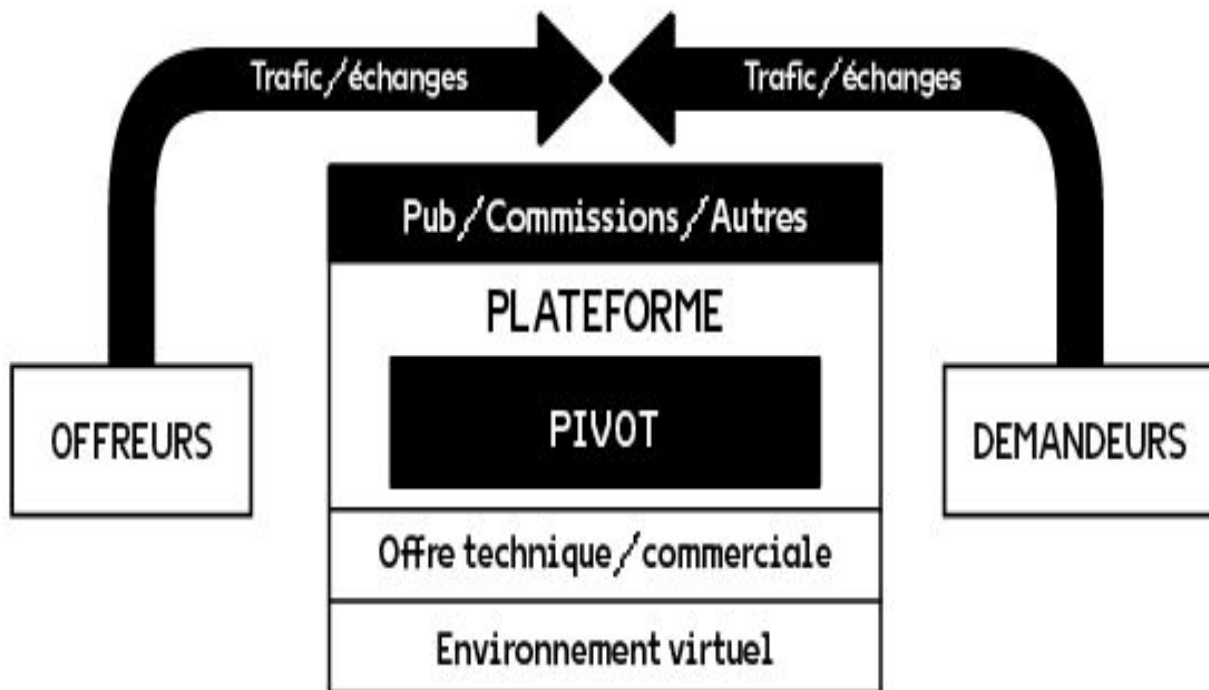 Trafic/échanges
Trafic/échanges
Pub/Commissions/Autres
PLATEFORME
PIVOT
OFFREURS
DEMANDEURS
Offre technique/commerciale
Environnement virtuel